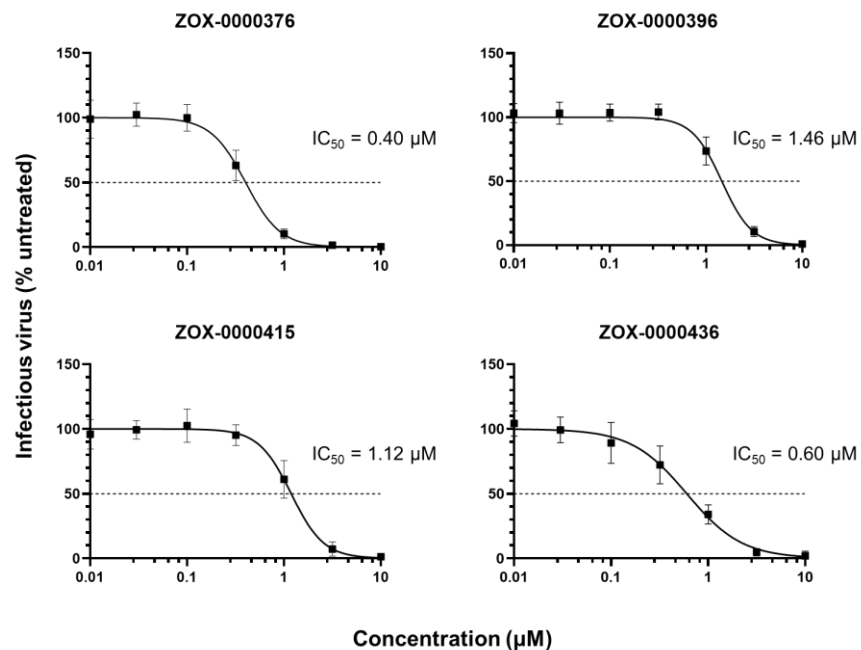 ZOX-0000376
150
100
50
0
0.01 0.1 1 10
IC50 = 0.40 µM
ZOX-0000396
150
100
50
0
0.01 0.1 1 10
IC50 = 1.46 µM
ZOX-0000415
150
100
50
0
0.01 0.1 1 10
IC50 = 1.12 µM
ZOX-0000436
150
100
50
0
0.01 0.1 1 10
IC50 = 0.60 µM
Infectious virus (% untreated)
Concentration (µM)